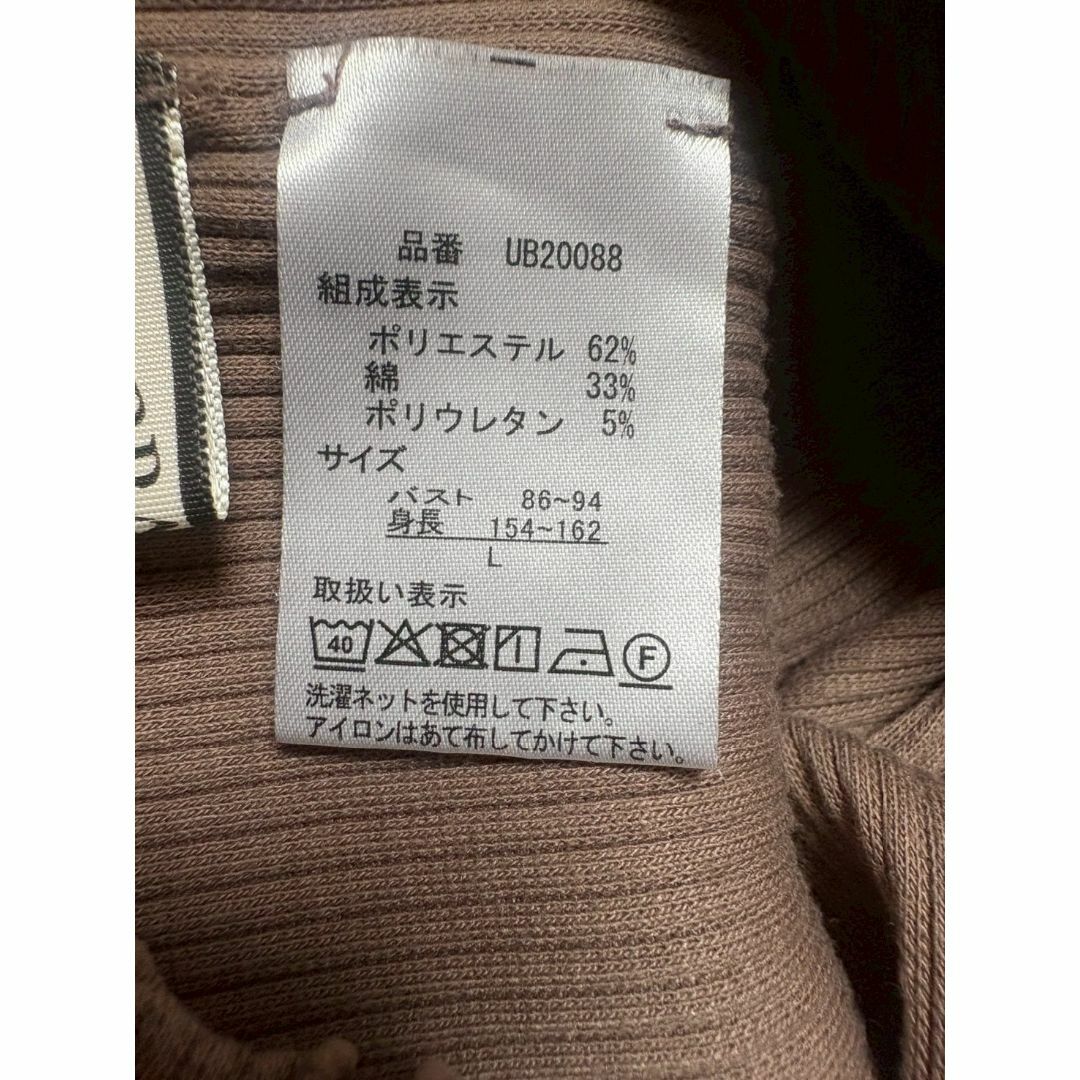 品番 UB20088
組成表示
ポリエステル 62%
綿 33%
ポリウレタン 5%
サイズ
バスト 86~94
身長 154~162
L
取扱い表示
40 F
洗濯ネットを使用して下さい。
アイロンはあて布してかけて下さい。